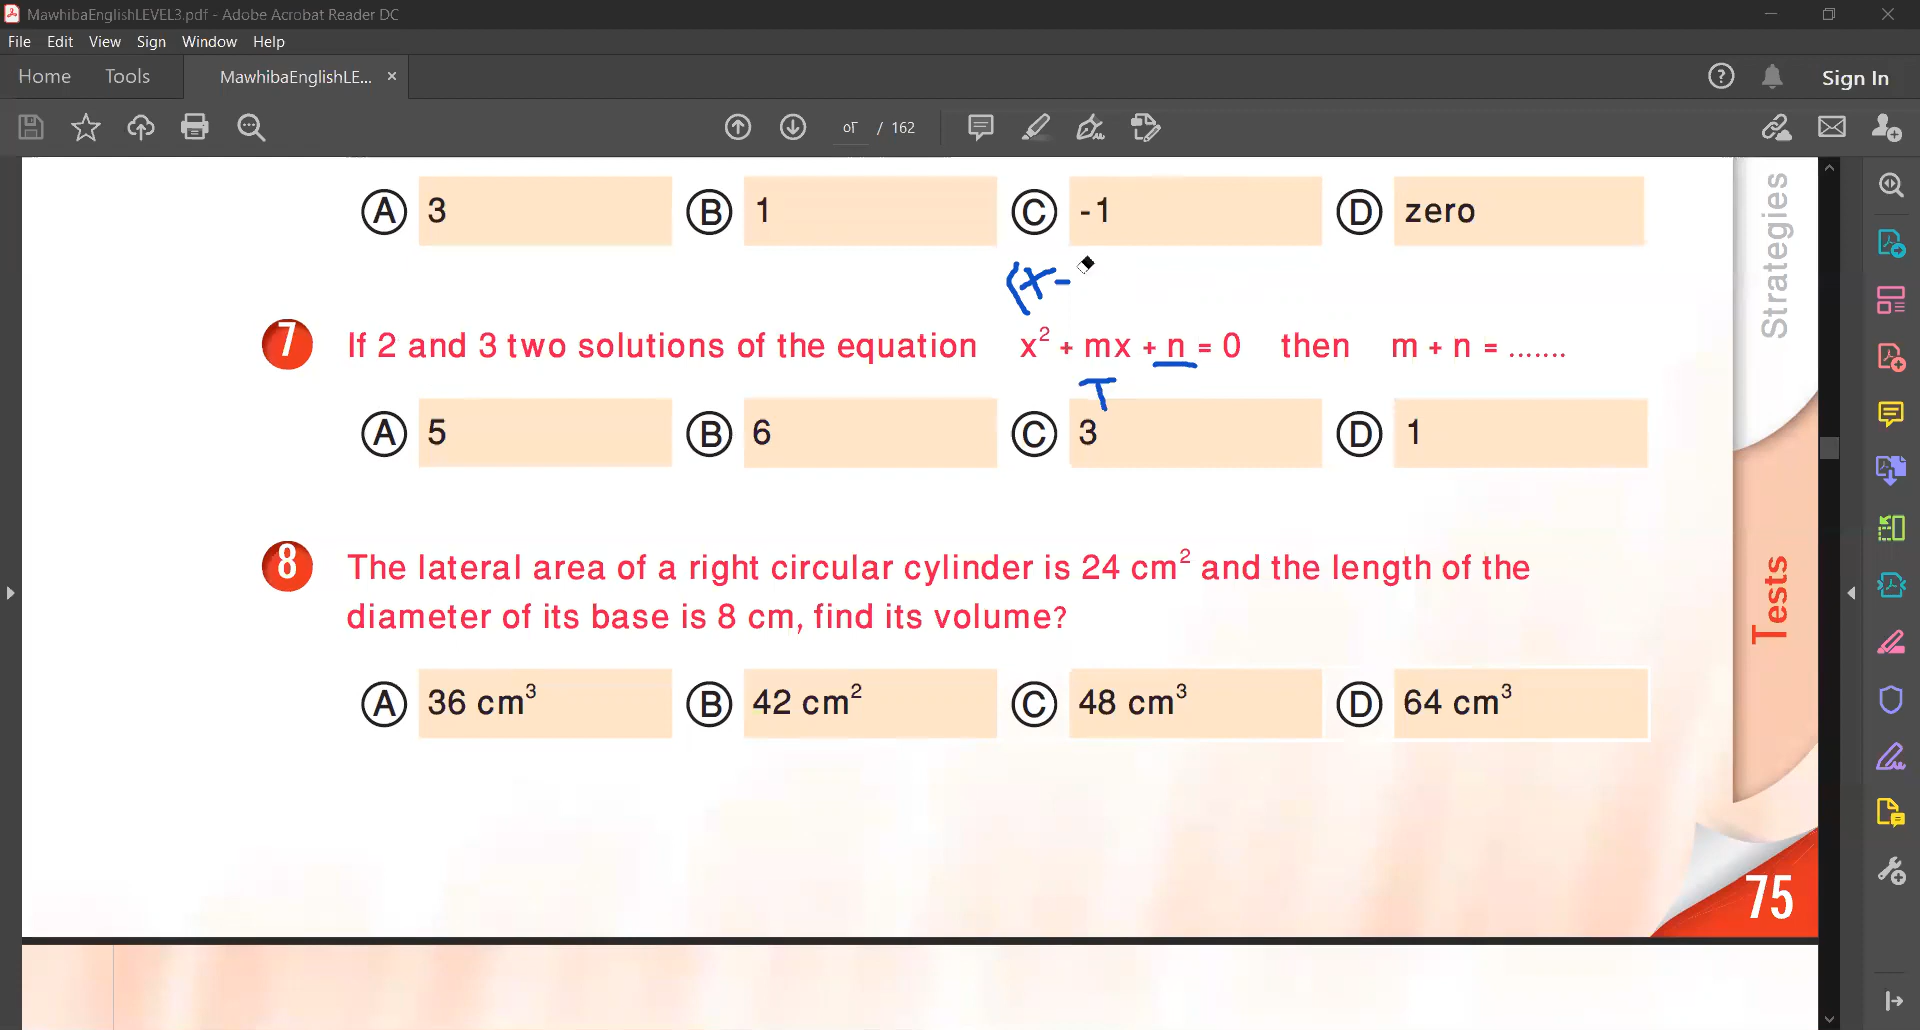 MawhibaEnglishLEVEL3.pdf - Adobe Acrobat Reader DC
File Edit View Sign Window Help
Home Tools MawhibaEnglishLE... × Sign In
٥٢ / 162
A 3 B 1 C -1 D zero
(x-
7 If 2 and 3 two solutions of the equation x² + mx + n = 0 then m + n = .......
T
A 5 B 6 C 3 D 1
8 The lateral area of a right circular cylinder is 24 cm² and the length of the
diameter of its base is 8 cm, find its volume?
A 36 cm³ B 42 cm² C 48 cm³ D 64 cm³
Strategies
Tests
75